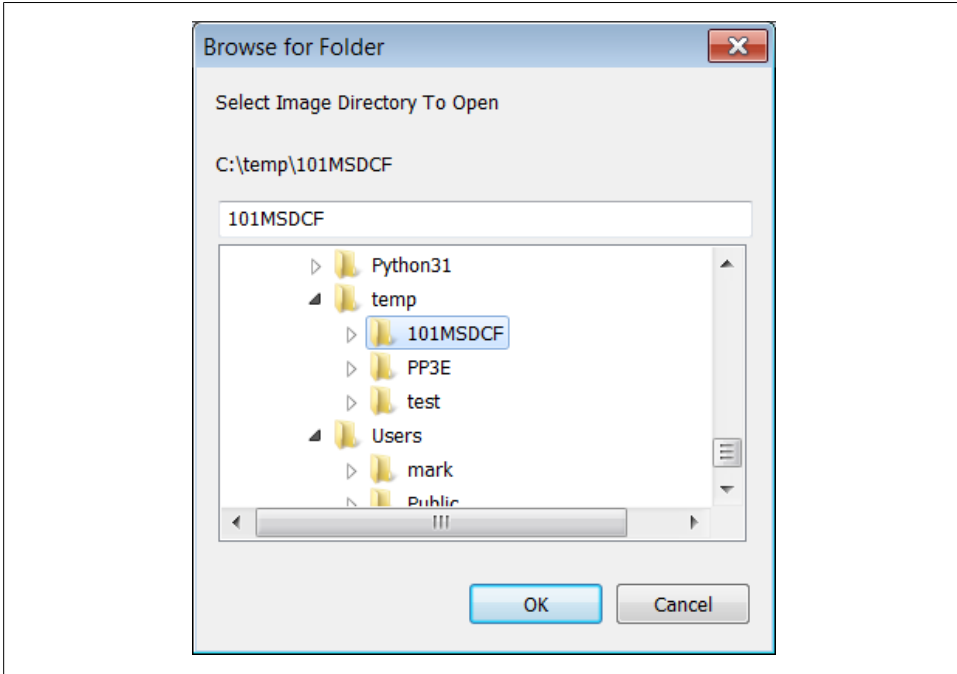 Browse for Folder
Select Image Directory To Open
C:\temp\101MSDCF
101MSDCF
Python31
temp
101MSDCF
PP3E
test
Users
mark
Public
OK Cancel